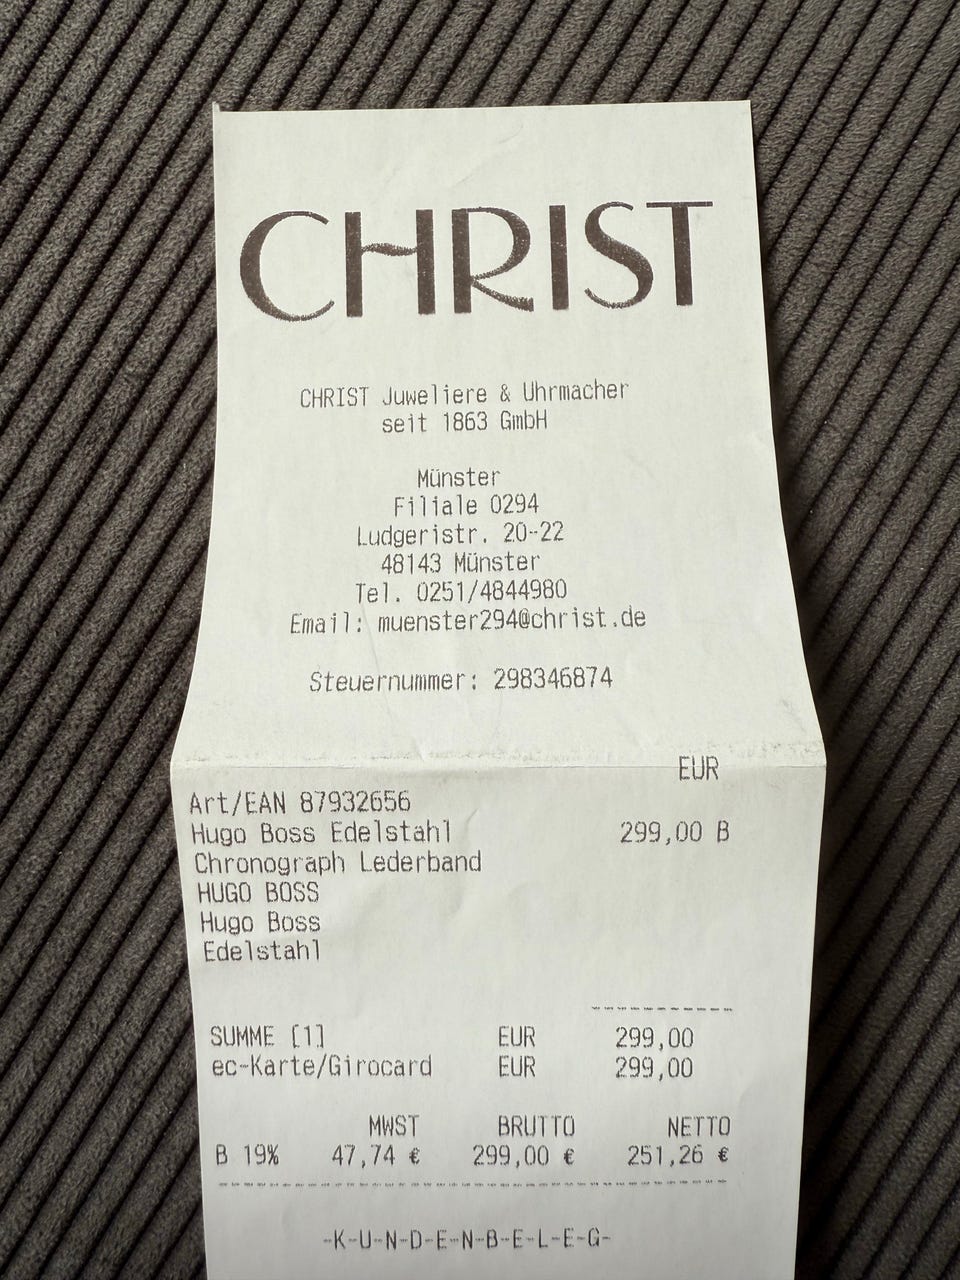 CHRIST
CHRIST Juweliere & Uhrmacher
seit 1863 GmbH
Münster
Filiale 0294
Ludgeristr. 20-22
48143 Münster
Tel. 0251/4844980
Email: muenster294@christ.de
Steuernummer: 298346874
EUR
Art/EAN 87932656
Hugo Boss Edelstahl 299,00 B
Chronograph Lederband
HUGO BOSS
Hugo Boss
Edelstahl
SUMME [1] EUR 299,00
ec-Karte/Girocard EUR 299,00
MWST BRUTTO NETTO
B 19% 47,74 € 299,00 € 251,26 €
-K-U-N-D-E-N-B-E-L-E-G-